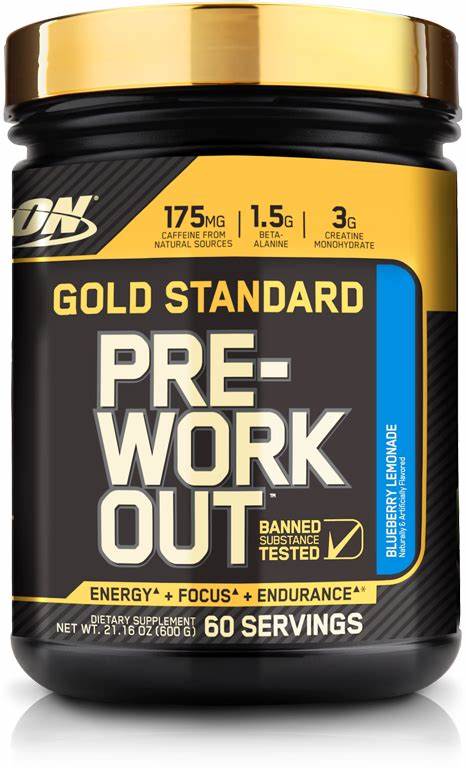 ON
175MG
CAFFEINE FROM
NATURAL SOURCES
1.5G
BETA-
ALANINE
3G
CREATINE
MONOHYDRATE
GOLD STANDARD
PRE-
WORK
OUT™
BANNED
SUBSTANCE
TESTED
BLUEBERRY LEMONADE
Naturally & Artificially Flavored
ENERGY▲ + FOCUS▲ + ENDURANCE▲*
DIETARY SUPPLEMENT
NET WT. 21.16 OZ (600 G)
60 SERVINGS